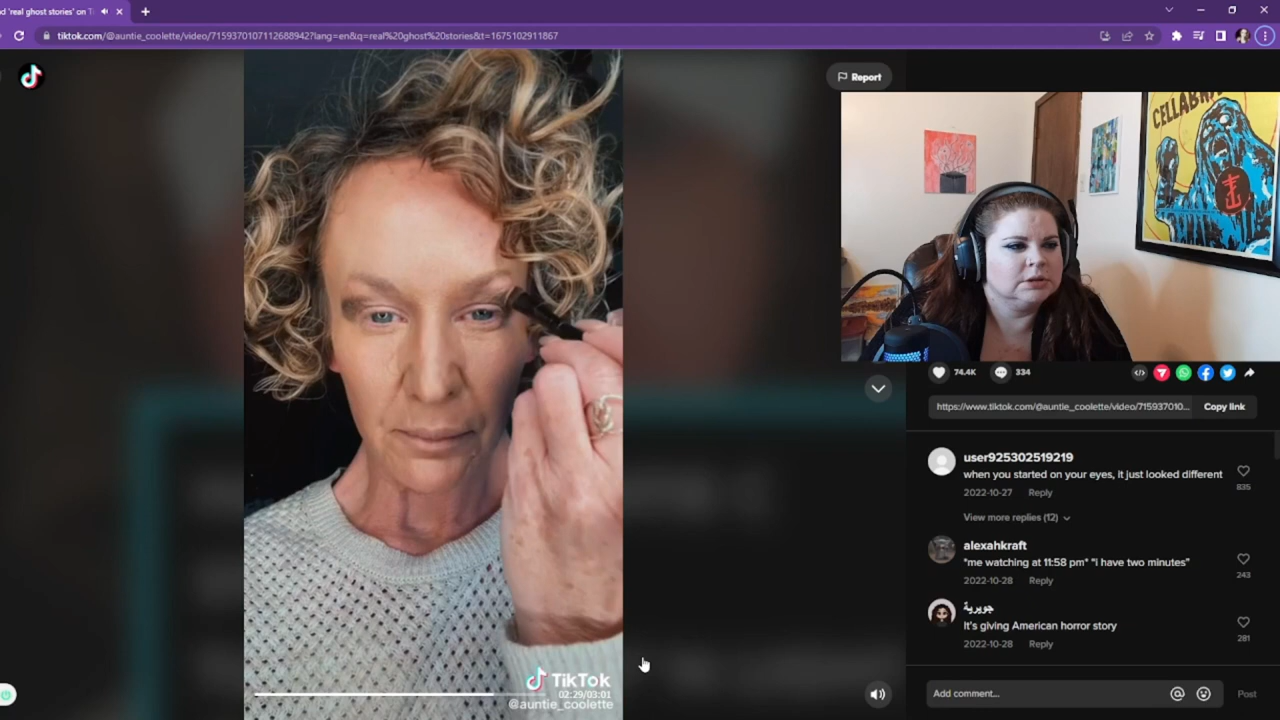 d 'real ghost stories' on Ti
tiktok.com/@auntie_coolette/video/7159370107112688942?lang=en&q=real%20ghost%20stories&t=1675102911867
Report
CELLABRA
74.4K
334
https://www.tiktok.com/@auntie_coolette/video/715937010...
Copy link
user925302519219
when you started on your eyes, it just looked different
835
2022-10-27
Reply
View more replies (12)
alexahkraft
*me watching at 11:58 pm* "i have two minutes"
243
2022-10-28
Reply
جويرية
It's giving American horror story
281
2022-10-28
Reply
TikTok
02:29/03:01
@auntie_coolette
Add comment...
Post